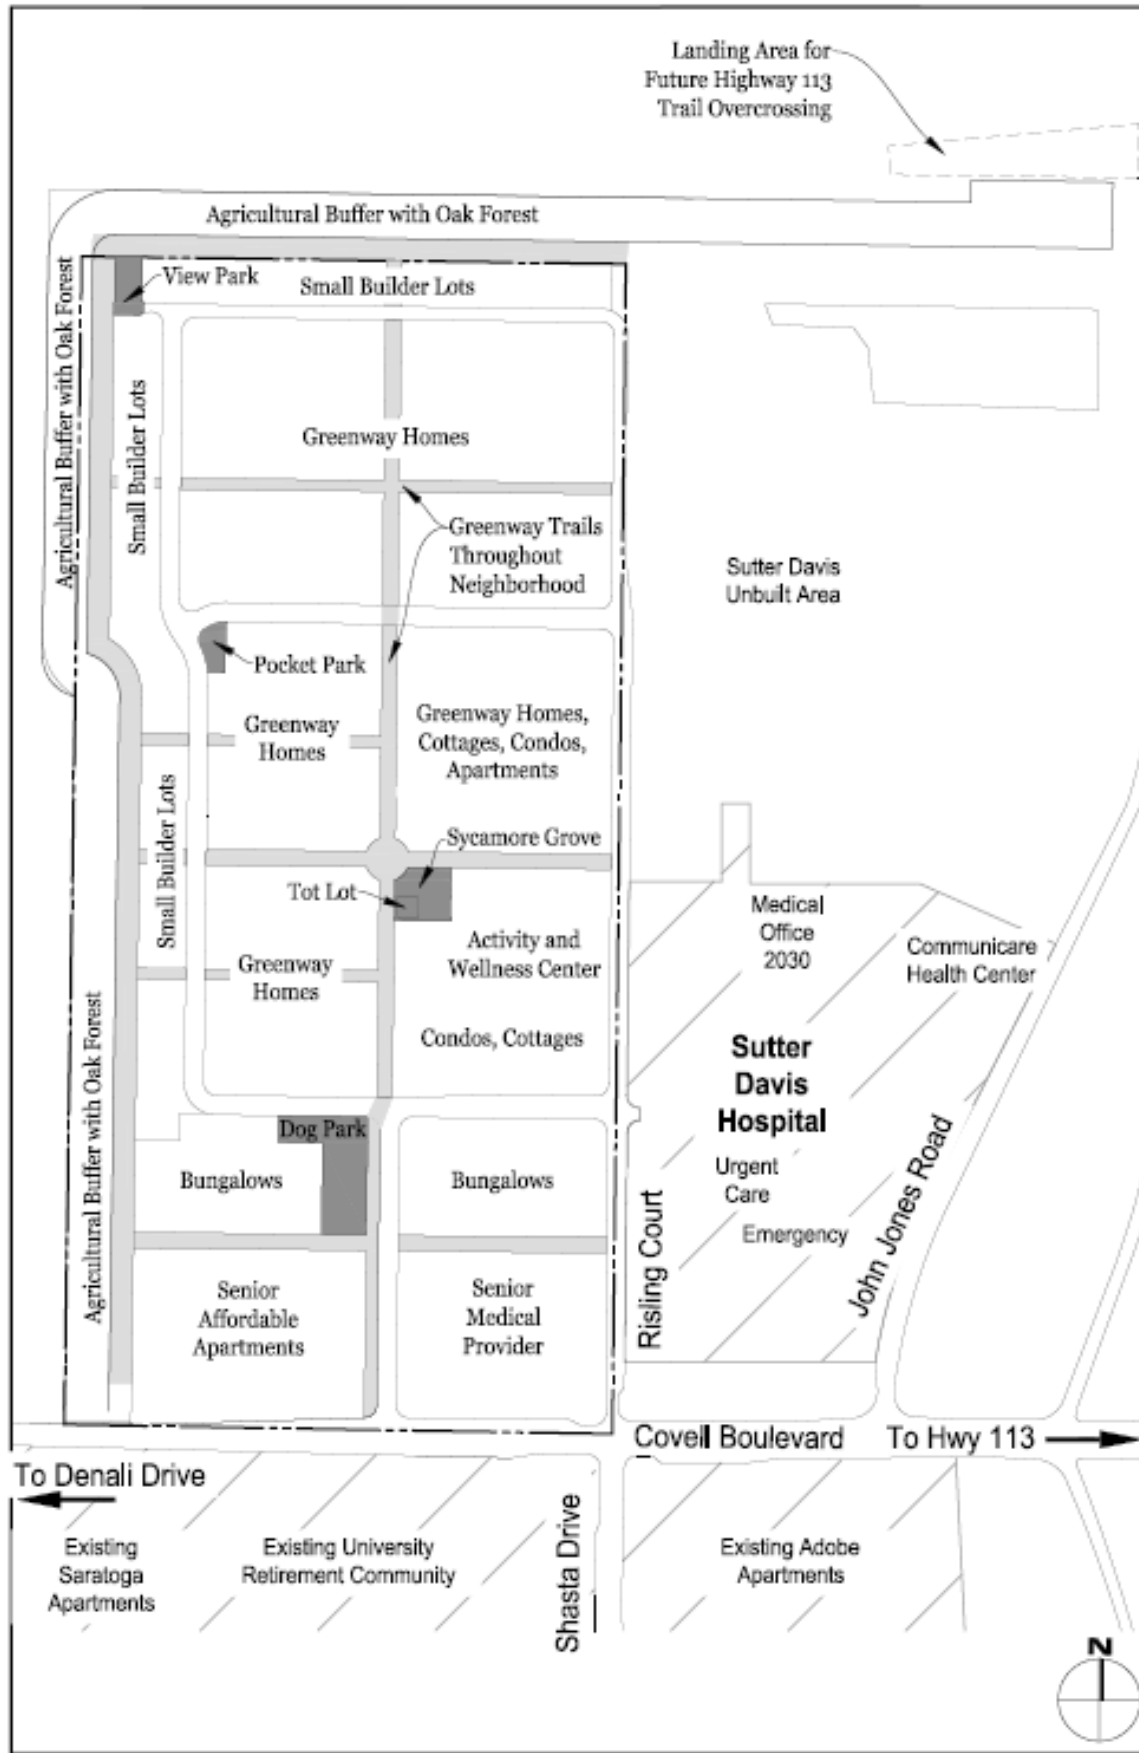 Landing Area for
Future Highway 113
Trail Overcrossing
Agricultural Buffer with Oak Forest
View Park
Small Builder Lots
Agricultural Buffer with Oak Forest
Small Builder Lots
Greenway Homes
Greenway Trails
Throughout
Neighborhood
Sutter Davis
Unbuilt Area
Pocket Park
Greenway
Homes
Greenway Homes,
Cottages, Condos,
Apartments
Small Builder Lots
Sycamore Grove
Tot Lot
Medical
Office
2030
Communicare
Health Center
Activity and
Wellness Center
Greenway
Homes
Condos, Cottages
Sutter
Davis
Hospital
Agricultural Buffer with Oak Forest
Dog Park
Bungalows
Bungalows
Urgent
Care
Emergency
John Jones Road
Risling Court
Senior
Affordable
Apartments
Senior
Medical
Provider
Covell Boulevard
To Hwy 113
To Denali Drive
Shasta Drive
Existing
Saratoga
Apartments
Existing University
Retirement Community
Existing Adobe
Apartments
N